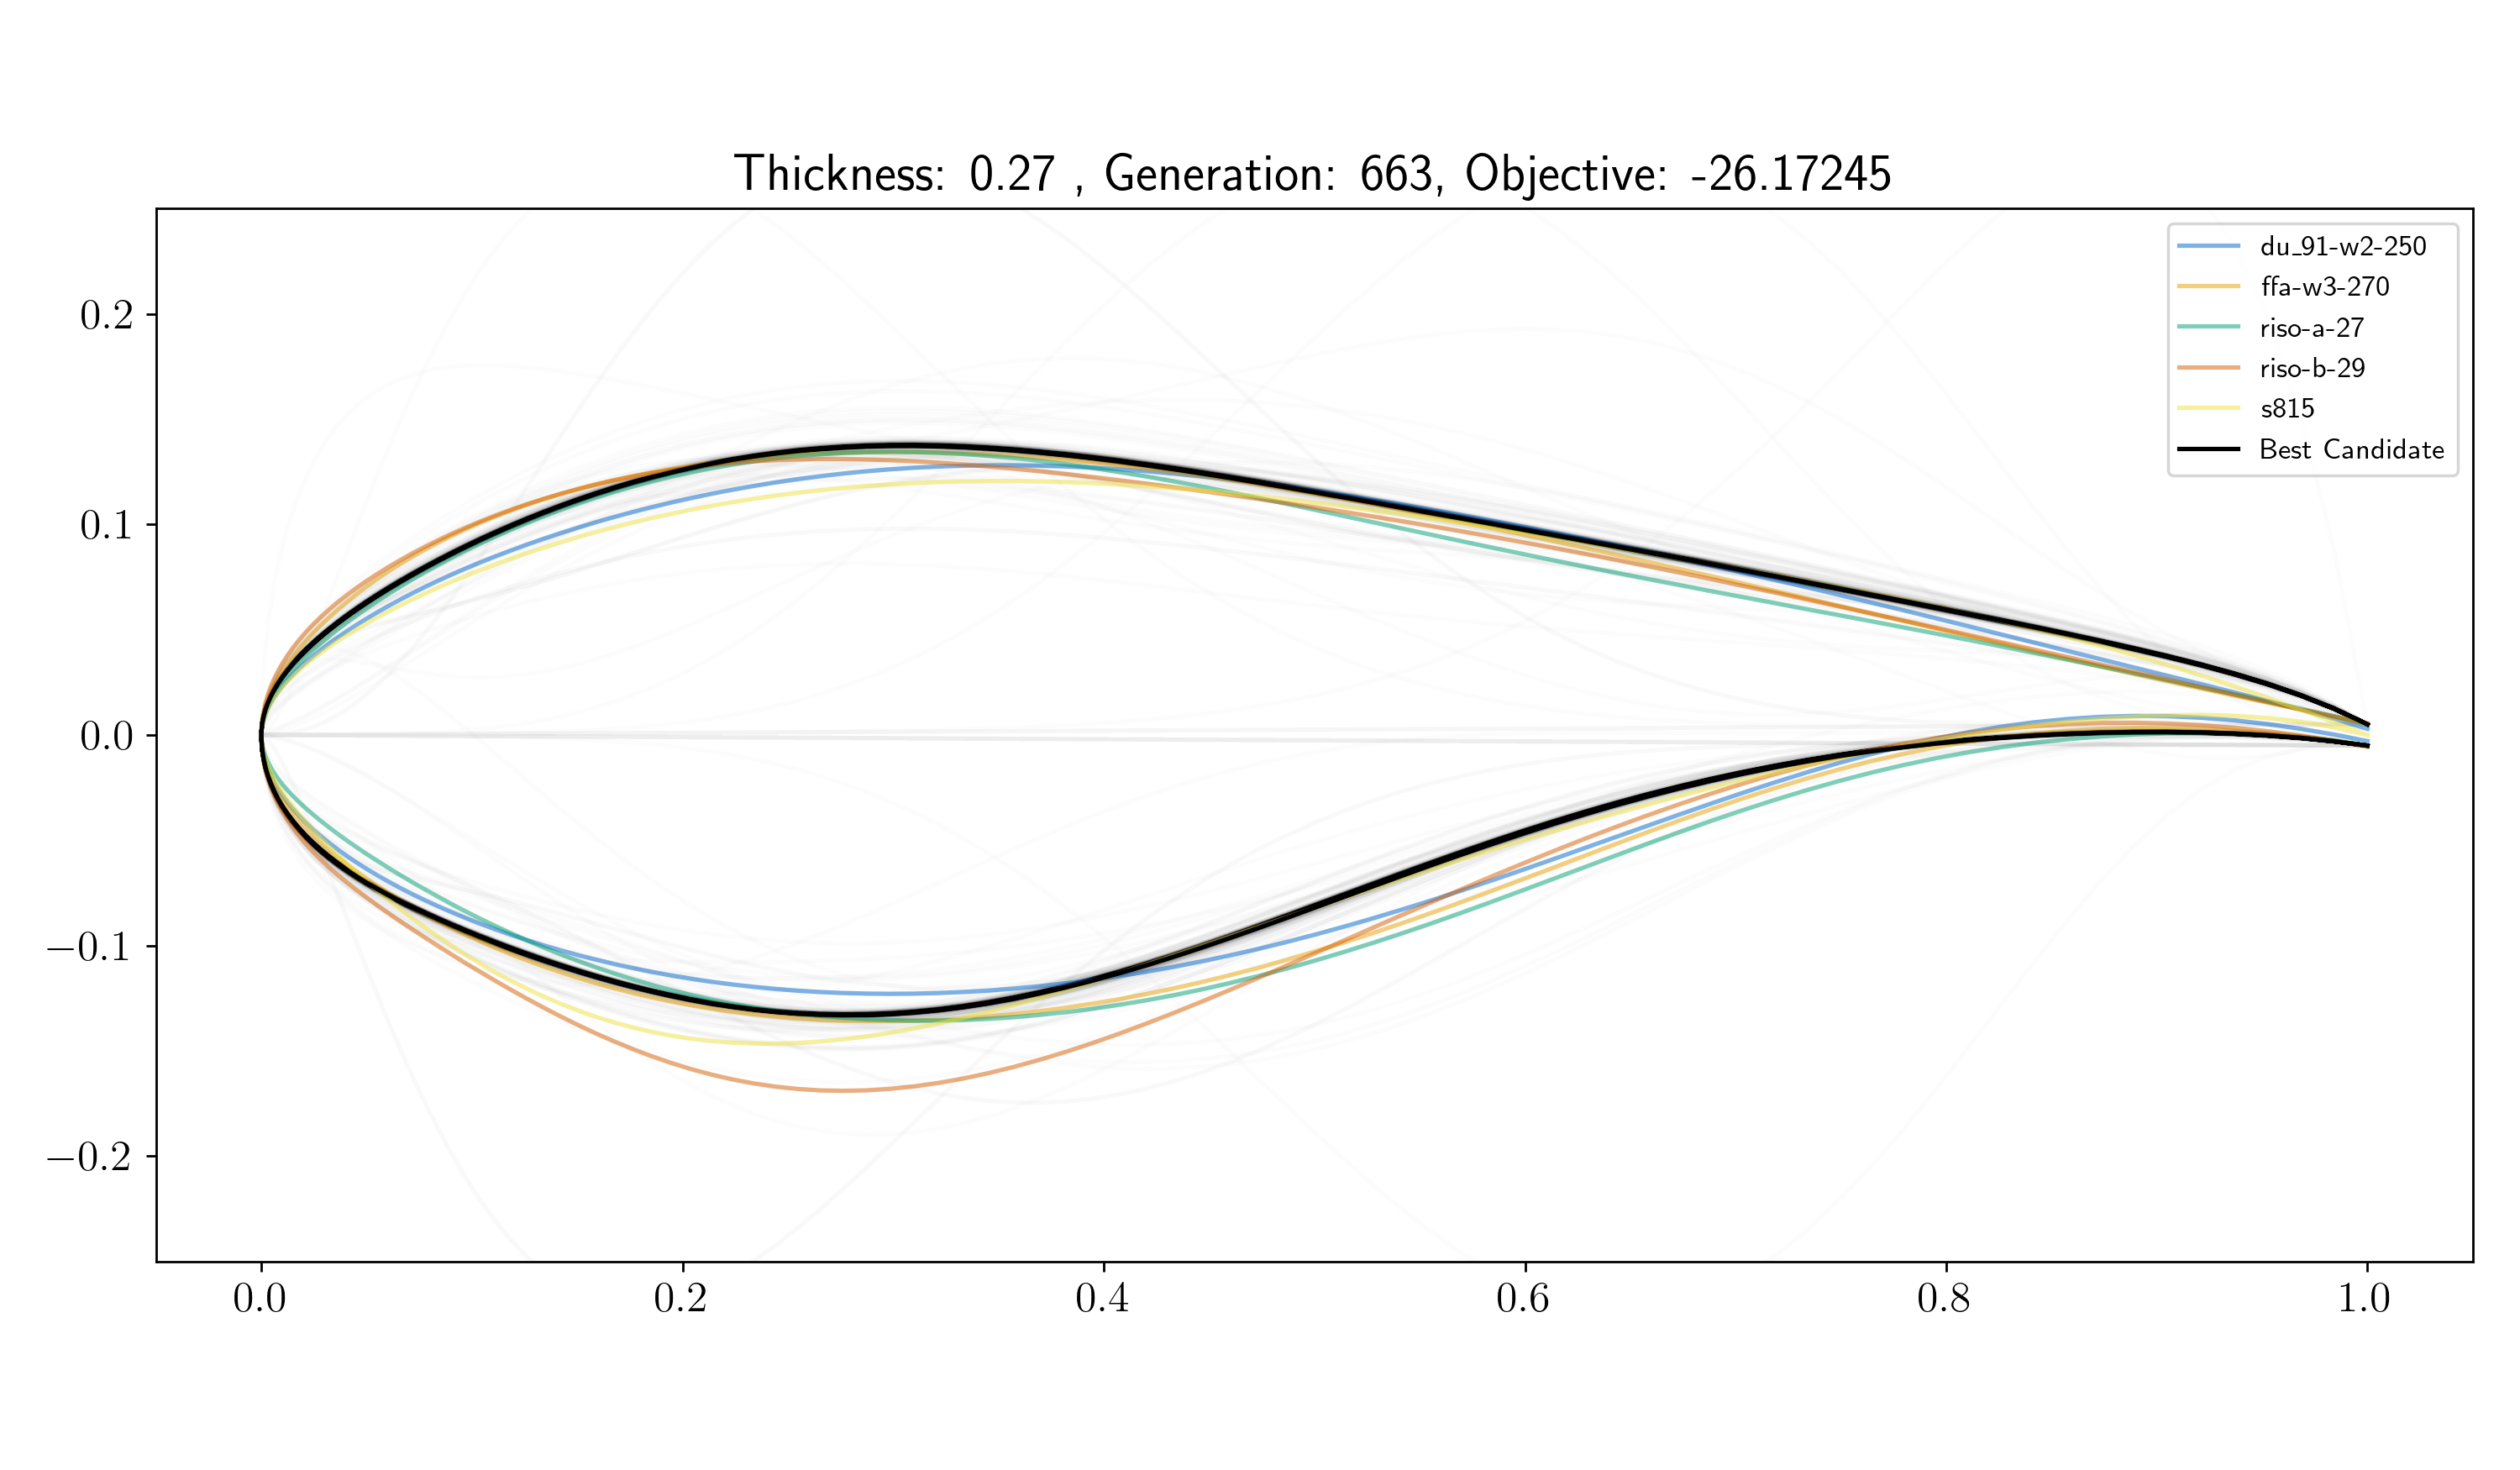 Thickness: 0.27 , Generation: 663, Objective: -26.17245
du_91-w2-250
ffa-w3-270
riso-a-27
riso-b-29
s815
Best Candidate
0.2
0.1
0.0
−0.1
−0.2
0.0 0.2 0.4 0.6 0.8 1.0